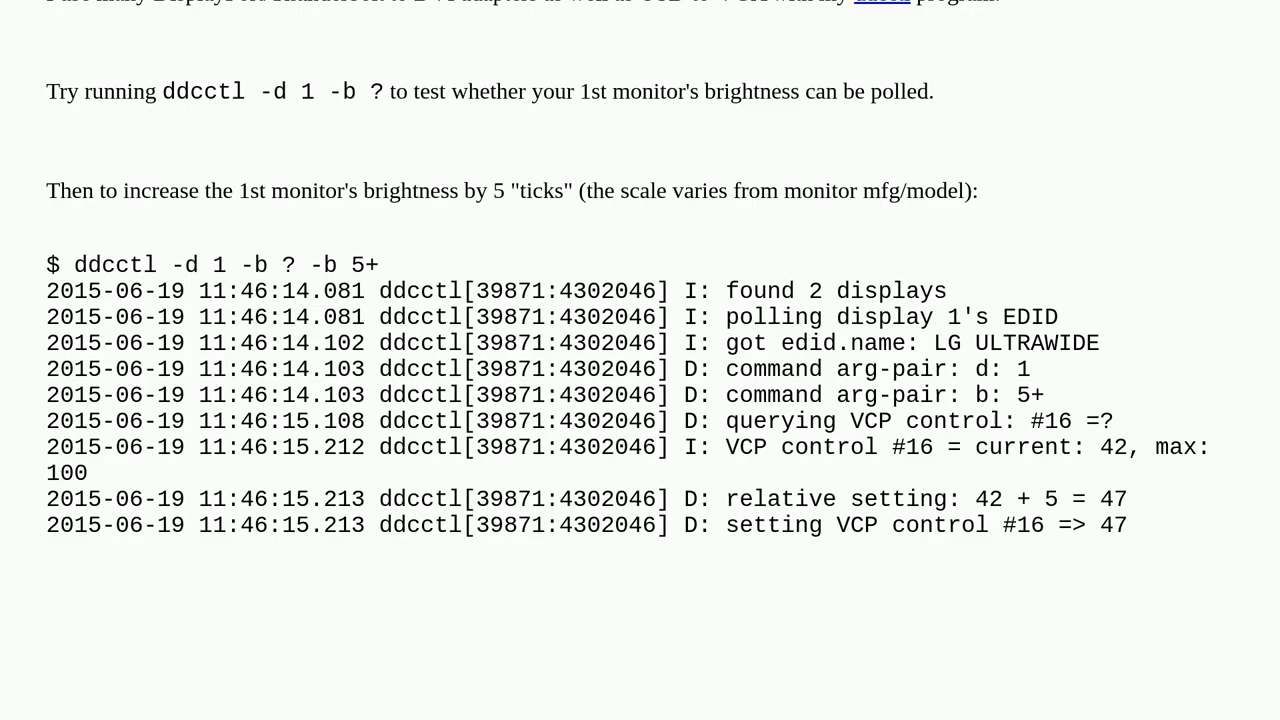 Try running ddcctl -d 1 -b ? to test whether your 1st monitor's brightness can be polled.
Then to increase the 1st monitor's brightness by 5 "ticks" (the scale varies from monitor mfg/model):
$ ddcctl -d 1 -b ? -b 5+
2015-06-19 11:46:14.081 ddcctl[39871:4302046] I: found 2 displays
2015-06-19 11:46:14.081 ddcctl[39871:4302046] I: polling display 1's EDID
2015-06-19 11:46:14.102 ddcctl[39871:4302046] I: got edid.name: LG ULTRAWIDE
2015-06-19 11:46:14.103 ddcctl[39871:4302046] D: command arg-pair: d: 1
2015-06-19 11:46:14.103 ddcctl[39871:4302046] D: command arg-pair: b: 5+
2015-06-19 11:46:15.108 ddcctl[39871:4302046] D: querying VCP control: #16 =?
2015-06-19 11:46:15.212 ddcctl[39871:4302046] I: VCP control #16 = current: 42, max:
100
2015-06-19 11:46:15.213 ddcctl[39871:4302046] D: relative setting: 42 + 5 = 47
2015-06-19 11:46:15.213 ddcctl[39871:4302046] D: setting VCP control #16 => 47